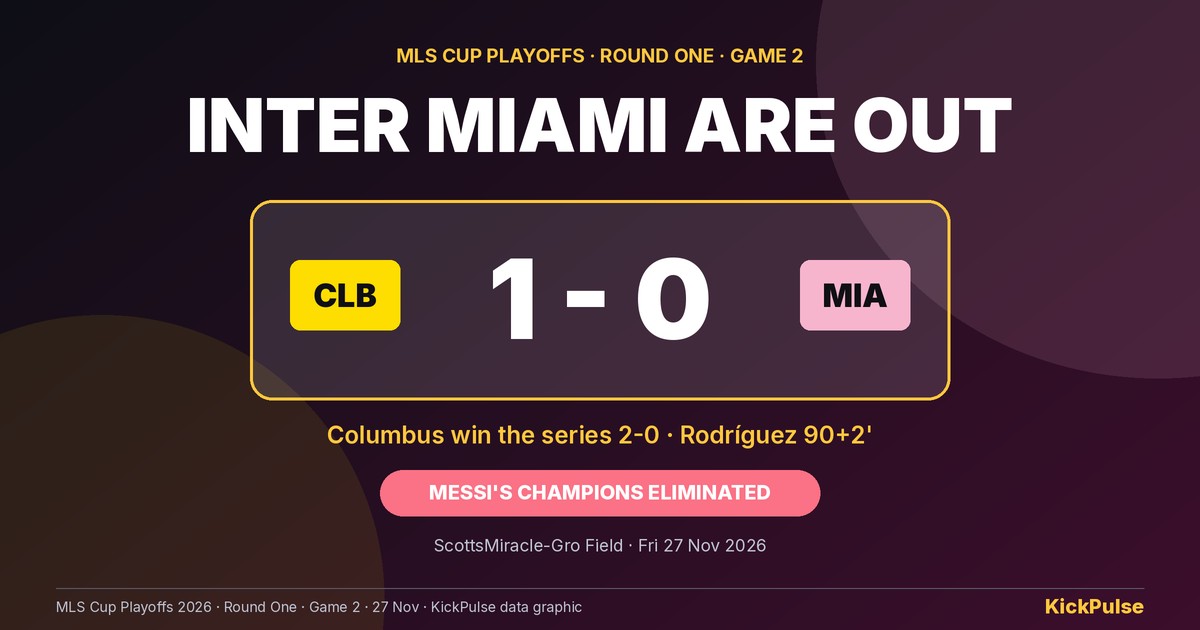 MLS CUP PLAYOFFS · ROUND ONE · GAME 2
INTER MIAMI ARE OUT
CLB 1 - 0 MIA
Columbus win the series 2-0 · Rodríguez 90+2'
MESSI'S CHAMPIONS ELIMINATED
ScottsMiracle-Gro Field · Fri 27 Nov 2026
MLS Cup Playoffs 2026 · Round One · Game 2 · 27 Nov · KickPulse data graphic
KickPulse